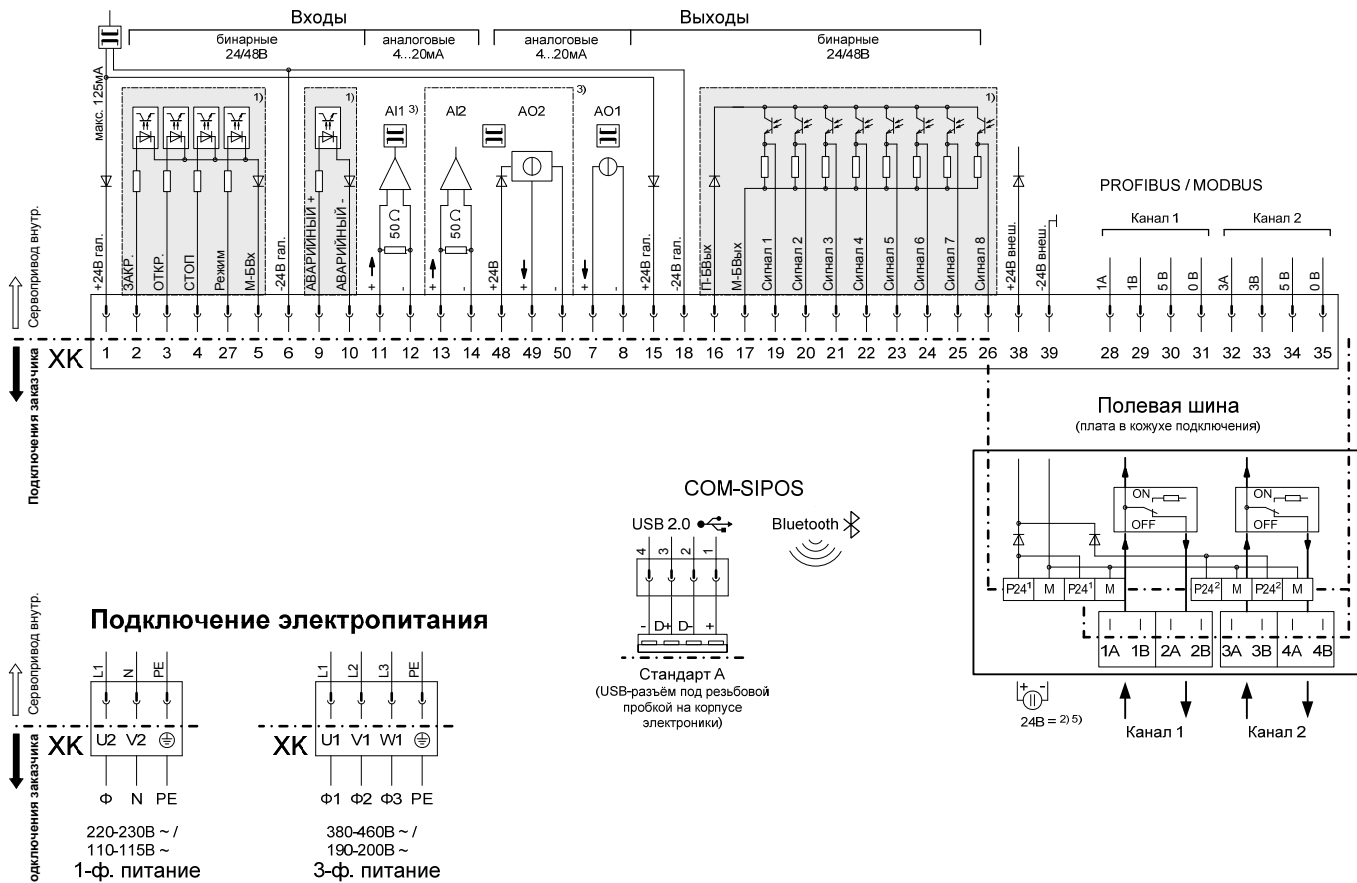 Входы
Выходы
бинарные
24/48В
аналоговые
4...20мА
аналоговые
4...20мА
бинарные
24/48В
макс. 125мА
1)
1)
AI1 3)
AI2
AO2
3)
AO1
1)
50 Ω
50 Ω
PROFIBUS / MODBUS
Канал 1
Канал 2
Сервопривод внутр.
+24В гал.
ЗАКР.
ОТКР.
СТОП
Режим
М-БВх
-24В гал.
АВАРИЙНЫЙ +
АВАРИЙНЫЙ -
+
-
+
-
+24В
+
-
+
-
+24В гал.
-24В гал.
П-БВых
М-БВых
Сигнал 1
Сигнал 2
Сигнал 3
Сигнал 4
Сигнал 5
Сигнал 6
Сигнал 7
Сигнал 8
+24В внеш.
-24В внеш.
1A
1B
5 В
0 В
3A
3B
5 В
0 В
XK 1 2 3 4 27 5 6 9 10 11 12 13 14 48 49 50 7 8 15 18 16 17 19 20 21 22 23 24 25 26 38 39 28 29 30 31 32 33 34 35
Подключения заказчика
Полевая шина
(плата в кожухе подключения)
ON
OFF
ON
OFF
P24¹ M P24¹ M
P24² M P24² M
1A 1B 2A 2B 3A 3B 4A 4B
+ -
24В = 2) 5)
Канал 1
Канал 2
COM-SIPOS
USB 2.0
Bluetooth
4 3 2 1
- D+ D- +
Стандарт А
(USB-разъём под резьбовой
пробкой на корпусе
электроники)
Подключение электропитания
Сервопривод внутр.
одключения заказчика
L1 N PE
XK U2 V2
Ф N PE
220-230В ~ /
110-115В ~
1-ф. питание
L1 L2 L3 PE
XK U1 V1 W1
Ф1 Ф2 Ф3 PE
380-460В ~ /
190-200В ~
3-ф. питание